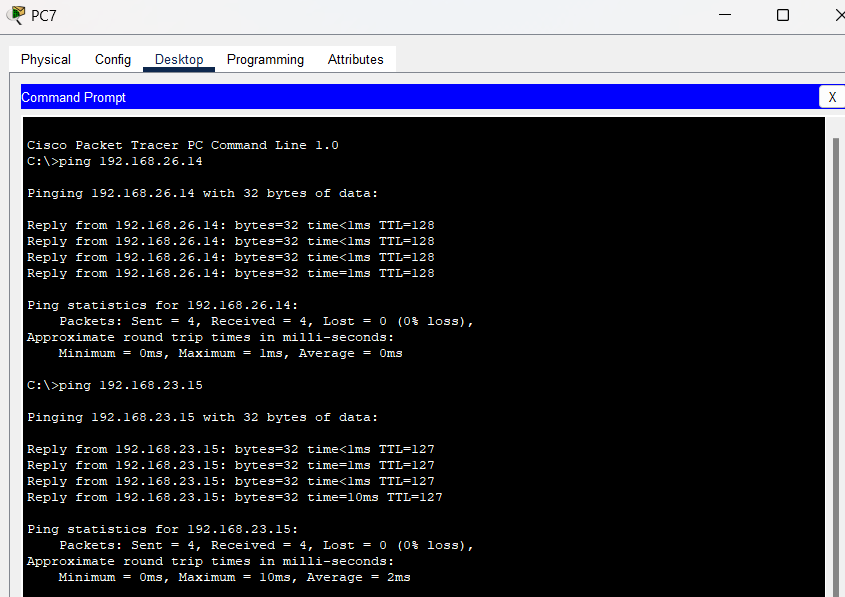 PC7
Physical Config Desktop Programming Attributes
Command Prompt
X
Cisco Packet Tracer PC Command Line 1.0
C:\>ping 192.168.26.14
Pinging 192.168.26.14 with 32 bytes of data:
Reply from 192.168.26.14: bytes=32 time<1ms TTL=128
Reply from 192.168.26.14: bytes=32 time<1ms TTL=128
Reply from 192.168.26.14: bytes=32 time<1ms TTL=128
Reply from 192.168.26.14: bytes=32 time=1ms TTL=128
Ping statistics for 192.168.26.14:
    Packets: Sent = 4, Received = 4, Lost = 0 (0% loss),
Approximate round trip times in milli-seconds:
    Minimum = 0ms, Maximum = 1ms, Average = 0ms
C:\>ping 192.168.23.15
Pinging 192.168.23.15 with 32 bytes of data:
Reply from 192.168.23.15: bytes=32 time<1ms TTL=127
Reply from 192.168.23.15: bytes=32 time=1ms TTL=127
Reply from 192.168.23.15: bytes=32 time<1ms TTL=127
Reply from 192.168.23.15: bytes=32 time=10ms TTL=127
Ping statistics for 192.168.23.15:
    Packets: Sent = 4, Received = 4, Lost = 0 (0% loss),
Approximate round trip times in milli-seconds:
    Minimum = 0ms, Maximum = 10ms, Average = 2ms